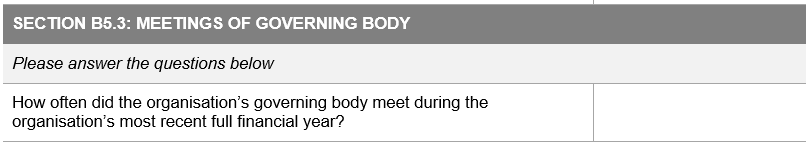 SECTION B5.3: MEETINGS OF GOVERNING BODY
Please answer the questions below
How often did the organisation’s governing body meet during the
organisation’s most recent full financial year?